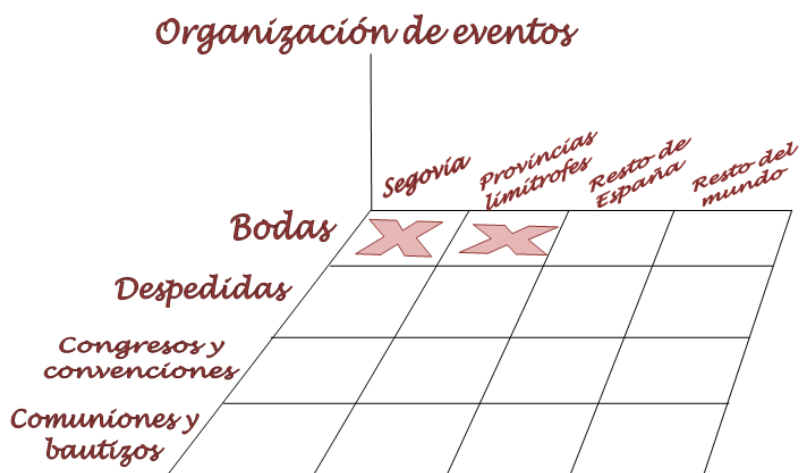 Organización de eventos
Segovia
Provincias
limítrofes
Resto de
España
Resto del
mundo
Bodas
Despedidas
Congresos y
convenciones
Comuniones y
bautizos